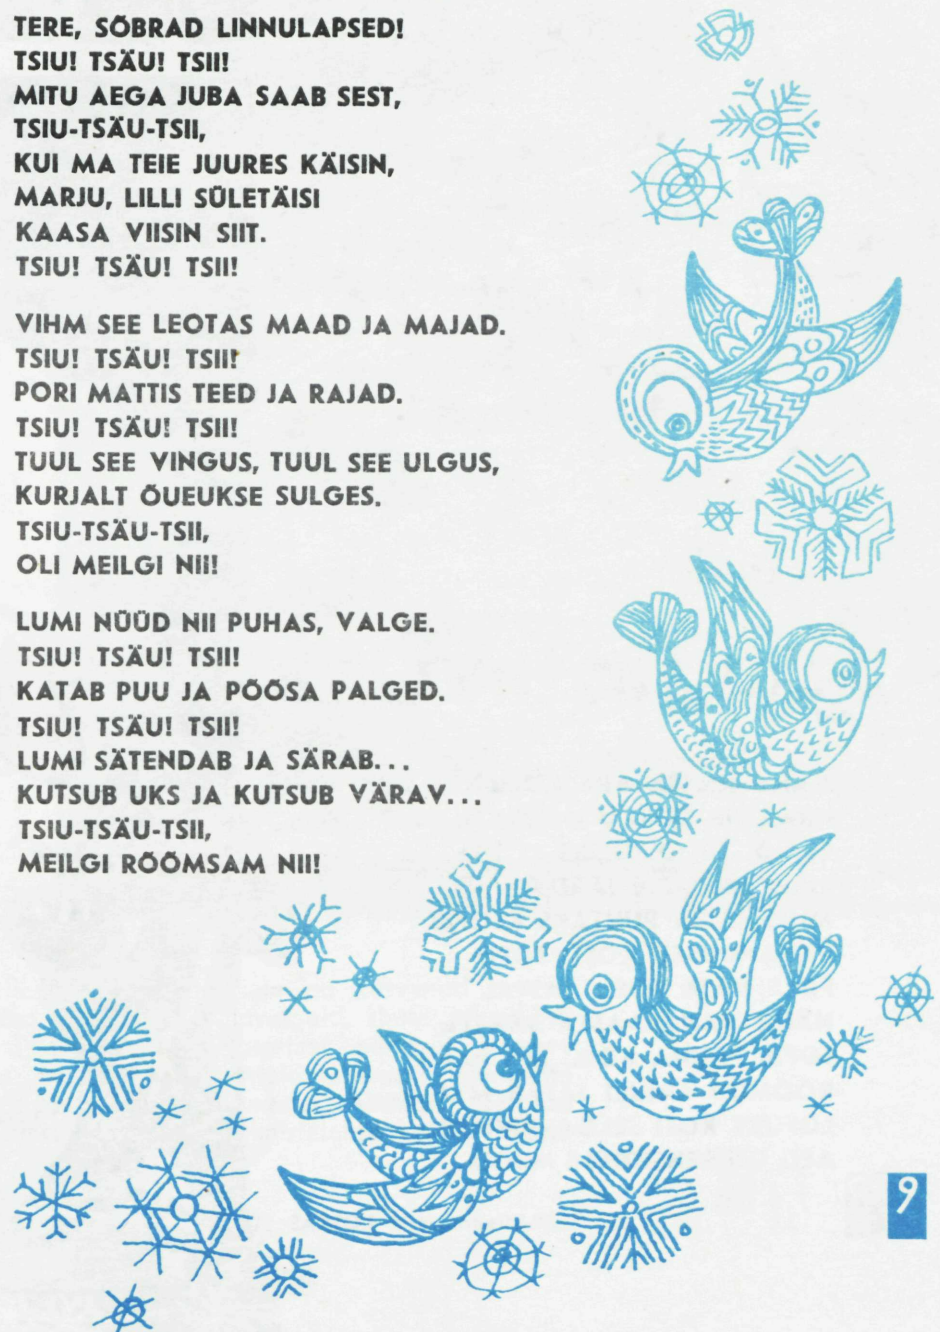 TERE, SÕBRAD LINNULAPSED!
TSIU! TSÄU! TSII!
MITU AEGA JUBA SAAB SEST,
TSIU-TSÄU-TSII,
KUI MA TEIE JUURES KÄISIN,
MARJU, LILLI SÜLETÄISI
KAASA VIISIN SIIT.
TSIU! TSÄU! TSII!
VIHM SEE LEOTAS MAAD JA MAJAD.
TSIU! TSÄU! TSII!
PORI MATTIS TEED JA RAJAD.
TSIU! TSÄU! TSII!
TUUL SEE VINGUS, TUUL SEE ULGUS,
KURJALT ÕUEUKSE SULGES.
TSIU-TSÄU-TSII,
OLI MEILGI NII!
LUMI NÜÜD NII PUHAS, VALGE.
TSIU! TSÄU! TSII!
KATAB PUU JA PÕÕSA PALGED.
TSIU! TSÄU! TSII!
LUMI SÄTENDAB JA SÄRAB...
KUTSUB UKS JA KUTSUB VÄRAV...
TSIU-TSÄU-TSII,
MEILGI RÕÕMSAM NII!
9